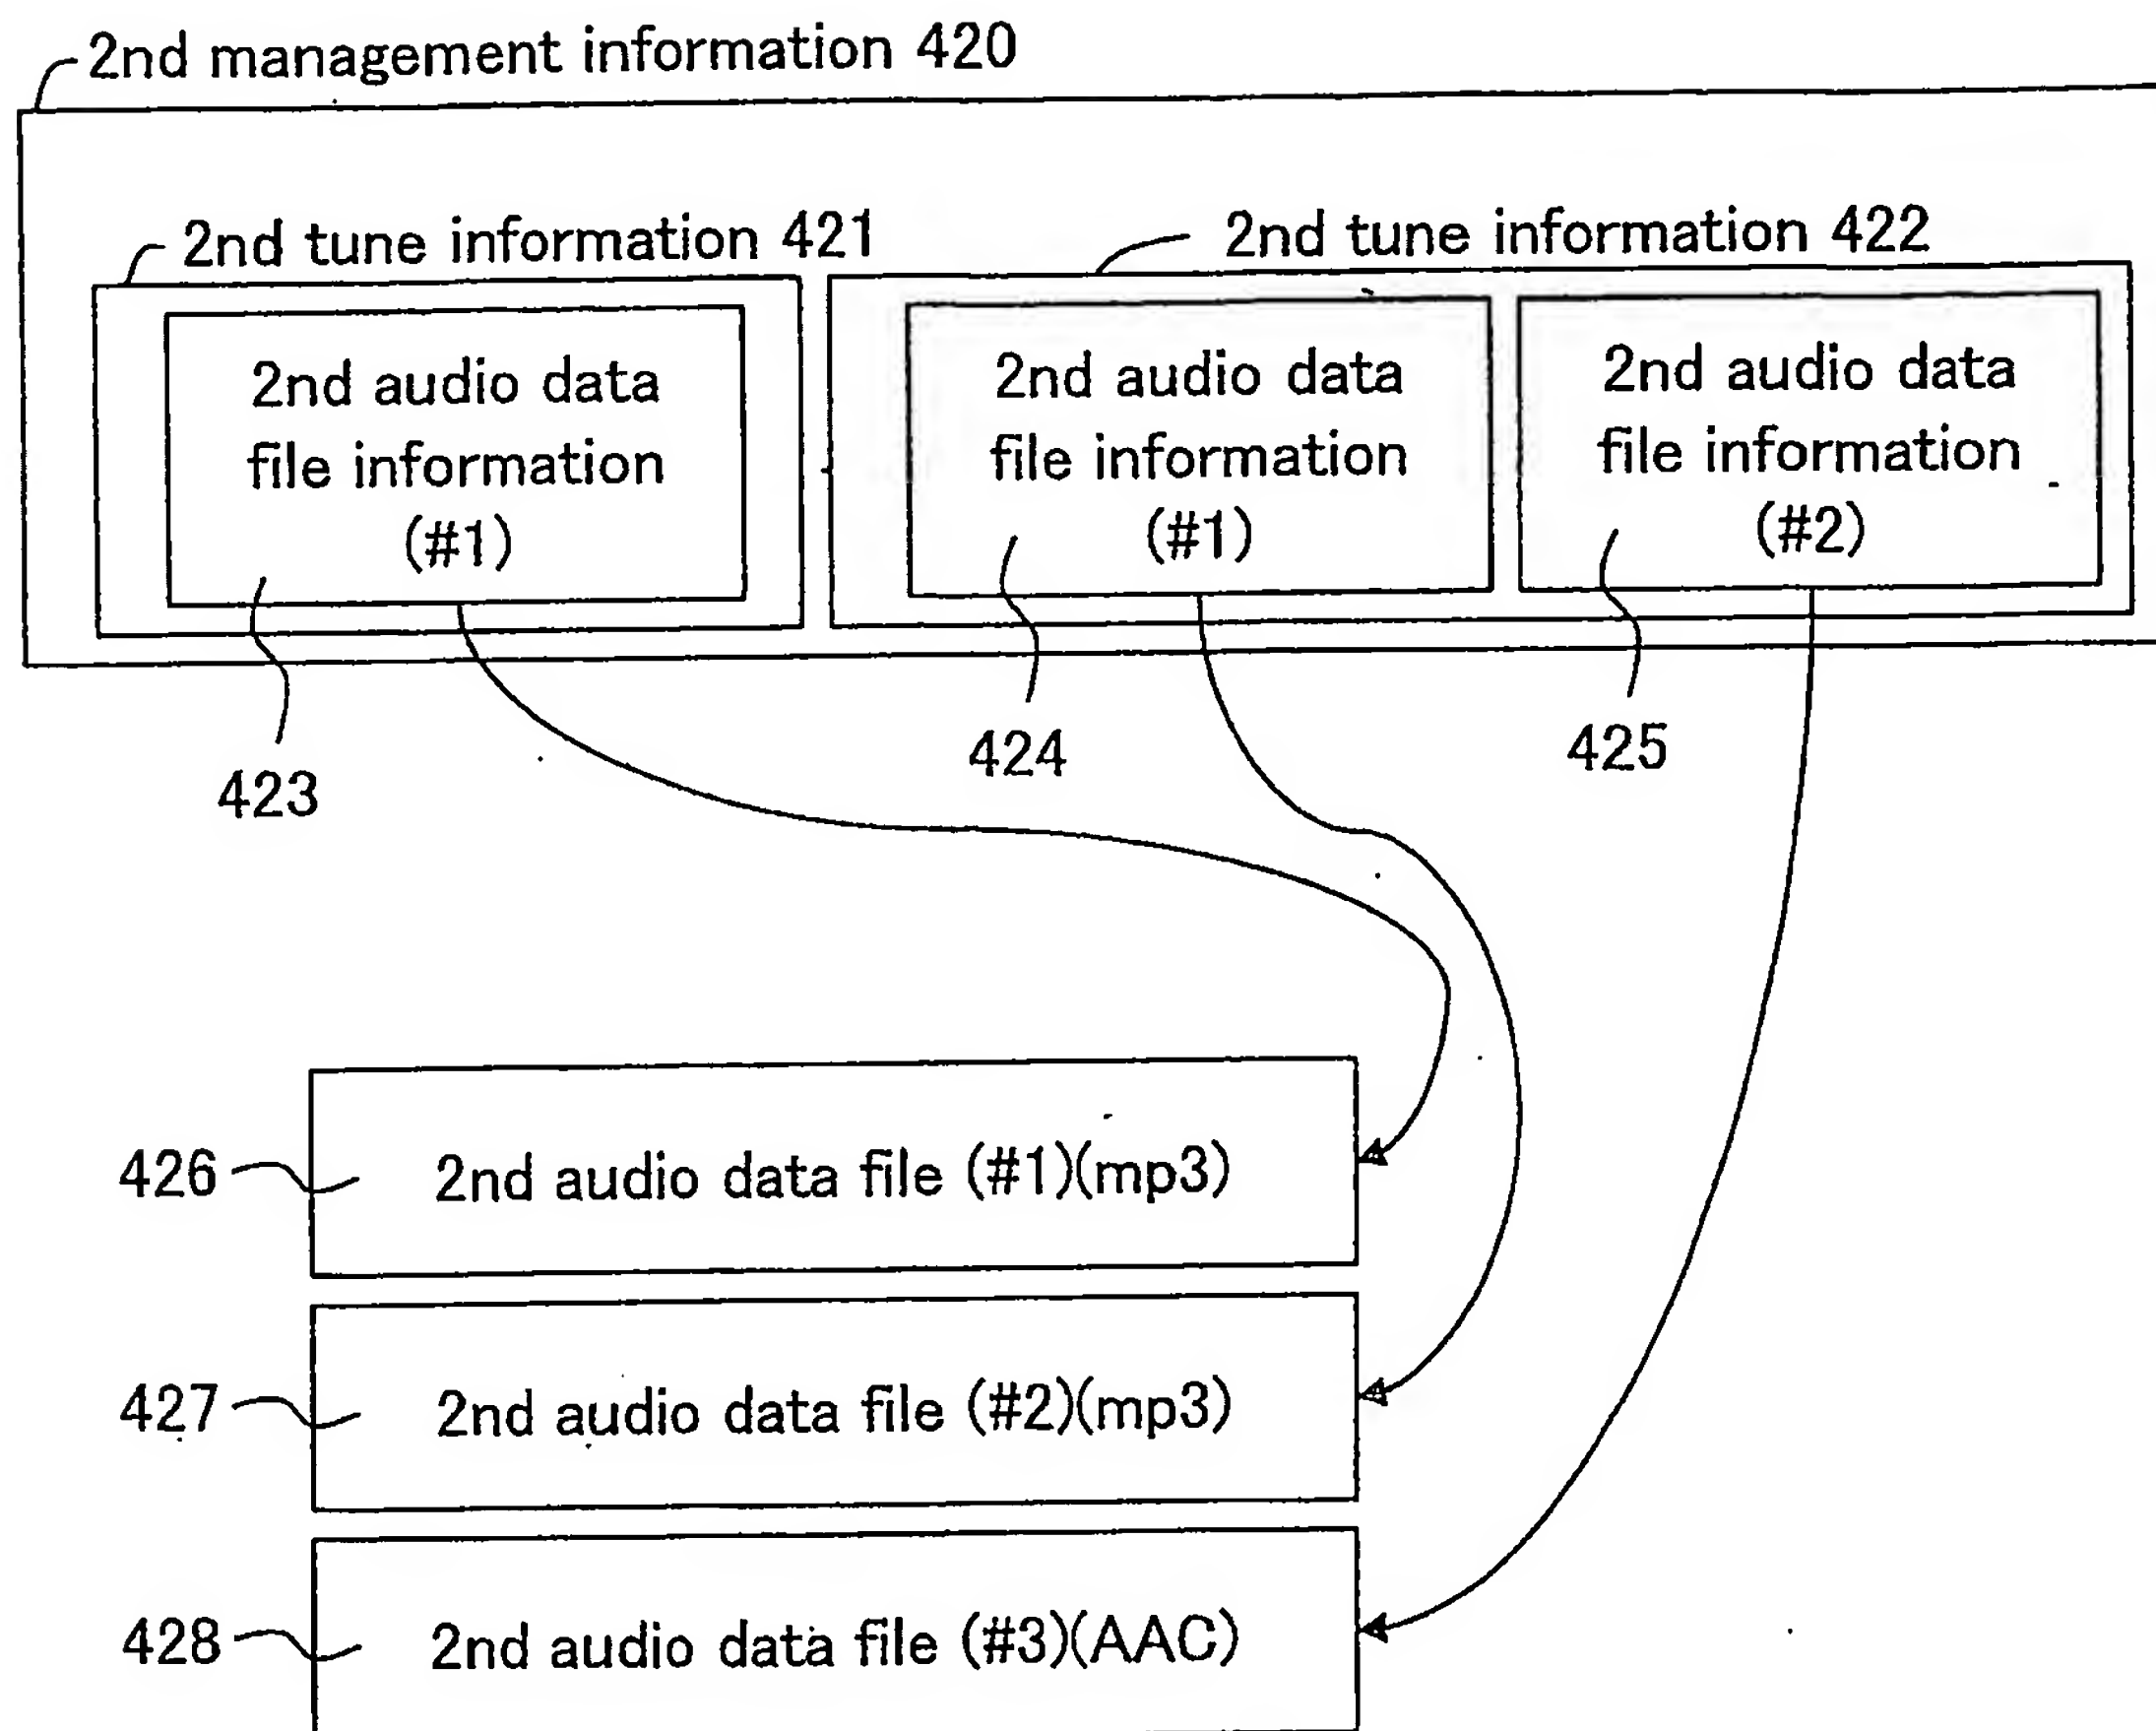 2nd management information 420
2nd tune information 421
2nd tune information 422
2nd audio data
file information
(#1)
2nd audio data
file information
(#1)
2nd audio data
file information
(#2)
423
424
425
426
2nd audio data file (#1)(mp3)
427
2nd audio data file (#2)(mp3)
428
2nd audio data file (#3)(AAC)